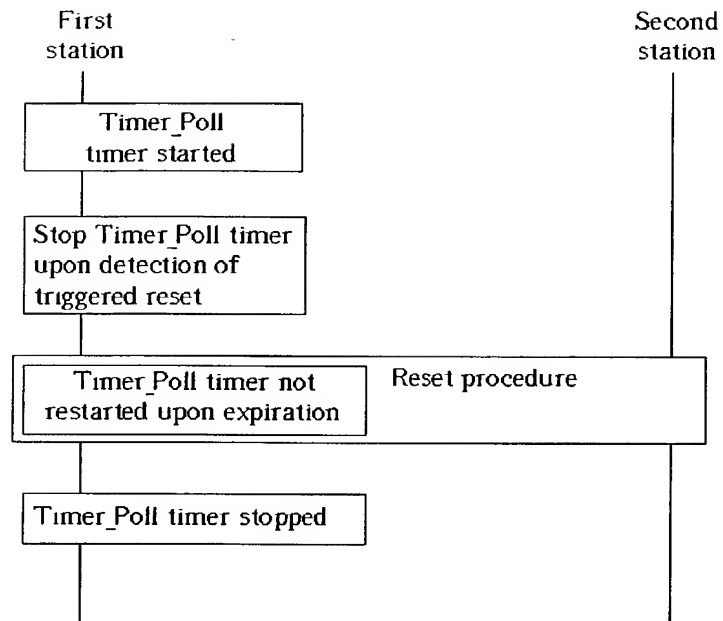 First
station
Second
station
Timer_Poll
timer started
Stop Timer_Poll timer
upon detection of
triggered reset
Timer_Poll timer not
restarted upon expiration
Reset procedure
Timer_Poll timer stopped